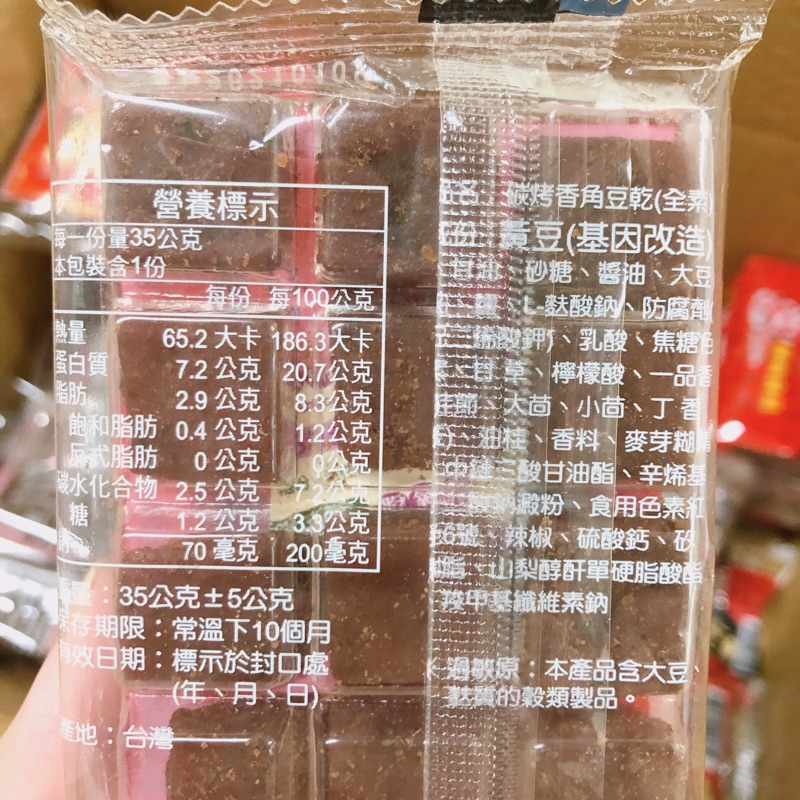 20210106
營養標示
每一份量35公克
本包裝含1份
每份 每100公克
熱量 65.2 大卡 186.3大卡
蛋白質 7.2 公克 20.7公克
脂肪 2.9 公克 8.3公克
飽和脂肪 0.4 公克 1.2公克
反式脂肪 0 公克 0公克
碳水化合物 2.5 公克 7.2公克
糖 1.2 公克 3.3公克
70 毫克 200毫克
重量：35公克±5公克
保存期限：常溫下10個月
有效日期：標示於封口處
(年、月、日)
產地：台灣
品名：碳烤香角豆乾(全素)
黃豆(基因改造)
砂糖、醬油、大豆
L-麩酸鈉、防腐劑
酸鉀)、乳酸、焦糖色
甘草、檸檬酸、一品香
大茴、小茴、丁香
油桂、香料、麥芽糊精
中鏈三酸甘油酯、辛烯基
澱粉、食用色素紅
號、辣椒、硫酸鈣、矽
山梨醇酐單硬脂酸酯
羧甲基纖維素鈉
過敏原：本產品含大豆、
麩質的穀類製品。